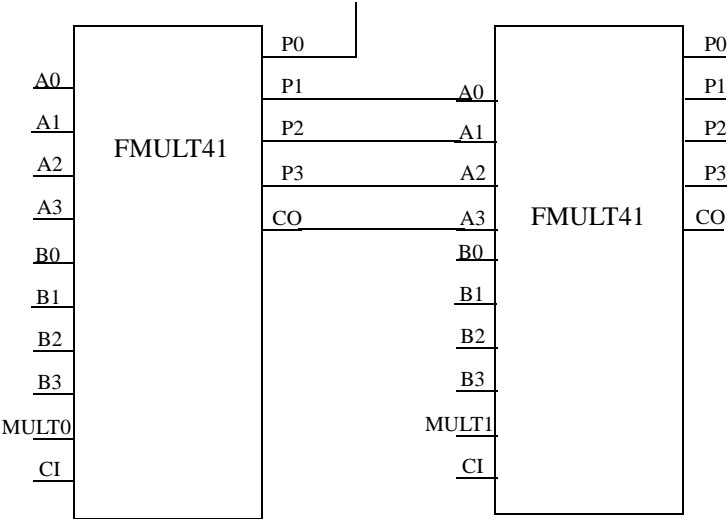 P0
A0
P1
A1
P2
FMULT41
A2
P3
A3
CO
B0
B1
B2
B3
MULT0
CI
P0
P1
A0
P2
A1
A2
P3
FMULT41
A3
CO
B0
B1
B2
B3
MULT1
CI